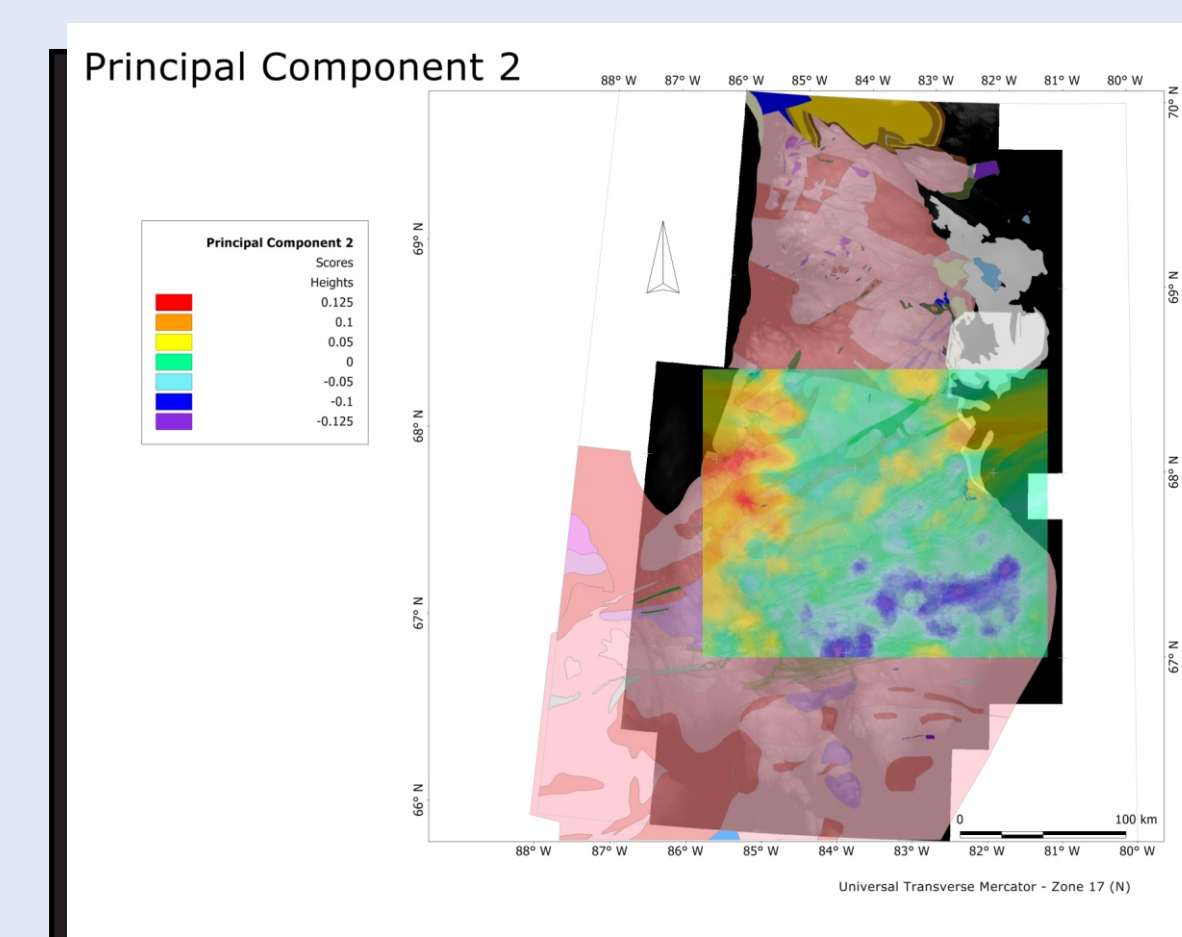 Principal Component 2
88° W 87° W 86° W 85° W 84° W 83° W 82° W 81° W 80° W
70° N
69° N
69° N
Principal Component 2
Scores
Heights
0.125
0.1
0.05
0
-0.05
-0.1
-0.125
68° N
68° N
67° N
67° N
66° N
0 100 km
88° W 87° W 86° W 85° W 84° W 83° W 82° W 81° W 80° W
Universal Transverse Mercator - Zone 17 (N)